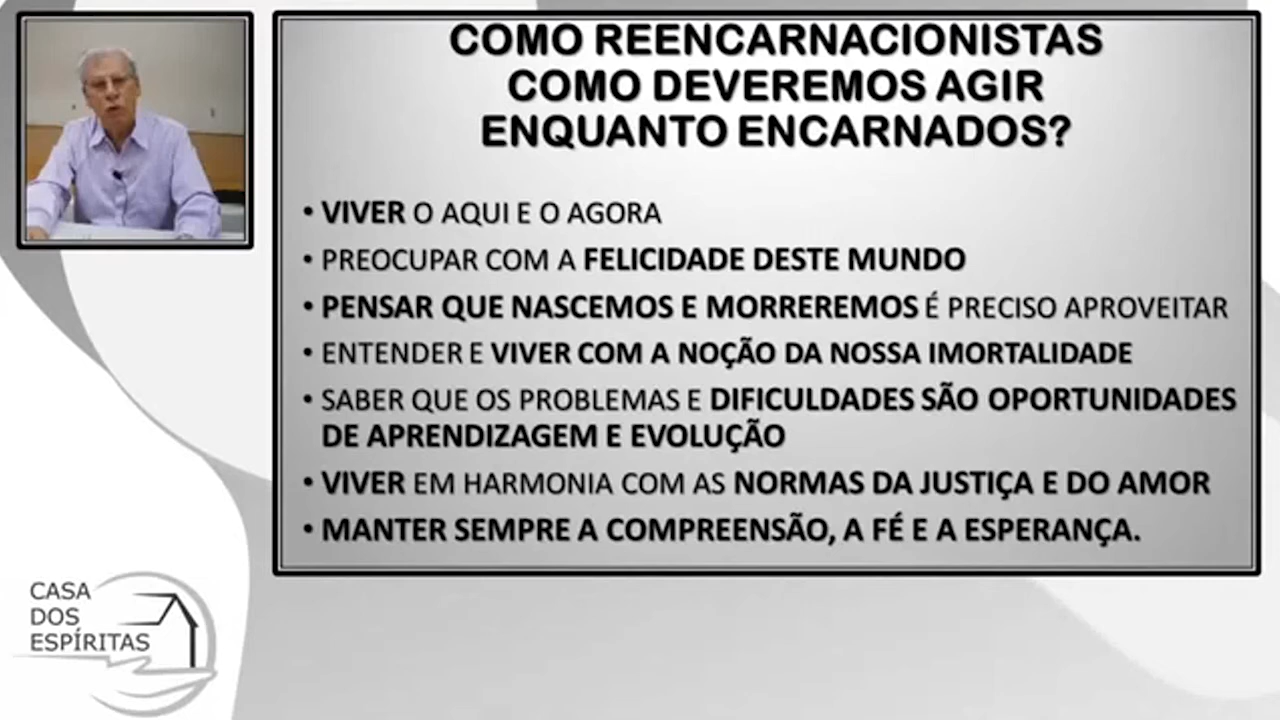 COMO REENCARNACIONISTAS
COMO DEVEREMOS AGIR
ENQUANTO ENCARNADOS?
• VIVER O AQUI E O AGORA
• PREOCUPAR COM A FELICIDADE DESTE MUNDO
• PENSAR QUE NASCEMOS E MORREREMOS É PRECISO APROVEITAR
• ENTENDER E VIVER COM A NOÇÃO DA NOSSA IMORTALIDADE
• SABER QUE OS PROBLEMAS E DIFICULDADES SÃO OPORTUNIDADES
DE APRENDIZAGEM E EVOLUÇÃO
• VIVER EM HARMONIA COM AS NORMAS DA JUSTIÇA E DO AMOR
• MANTER SEMPRE A COMPREENSÃO, A FÉ E A ESPERANÇA.
CASA
DOS
ESPÍRITAS